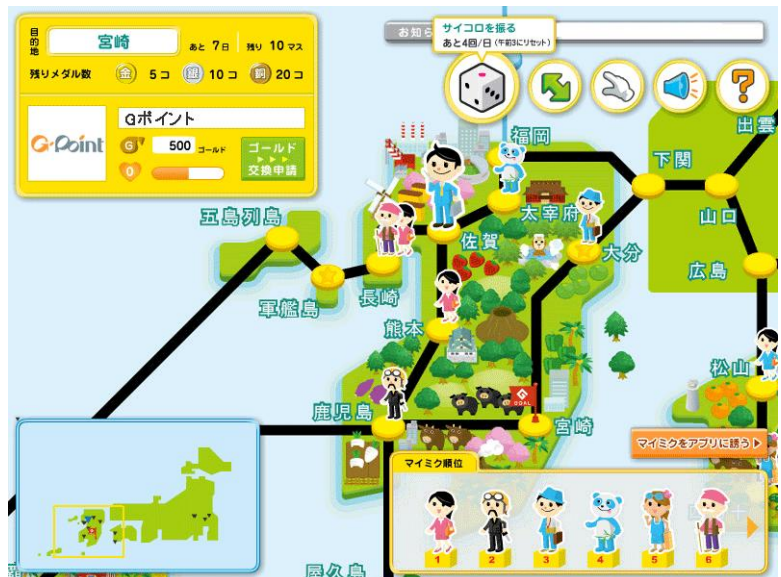 目的地
宮崎
あと 7日
残り 10 マス
残りメダル数
金 5コ
銀 10コ
銅 20コ
G-Point
Gポイント
G
500 ゴールド
0
ゴールド
交換申請
お知ら
サイコロを振る
あと4回/日(午前3にリセット)
?
福岡
出雲
下関
太宰府
山口
五島列島
佐賀
大分
広島
長崎
軍艦島
熊本
松山
鹿児島
G
GOAL
宮崎
マイミクをアプリに誘う
マイミク順位
1
2
3
4
5
6
屋久島